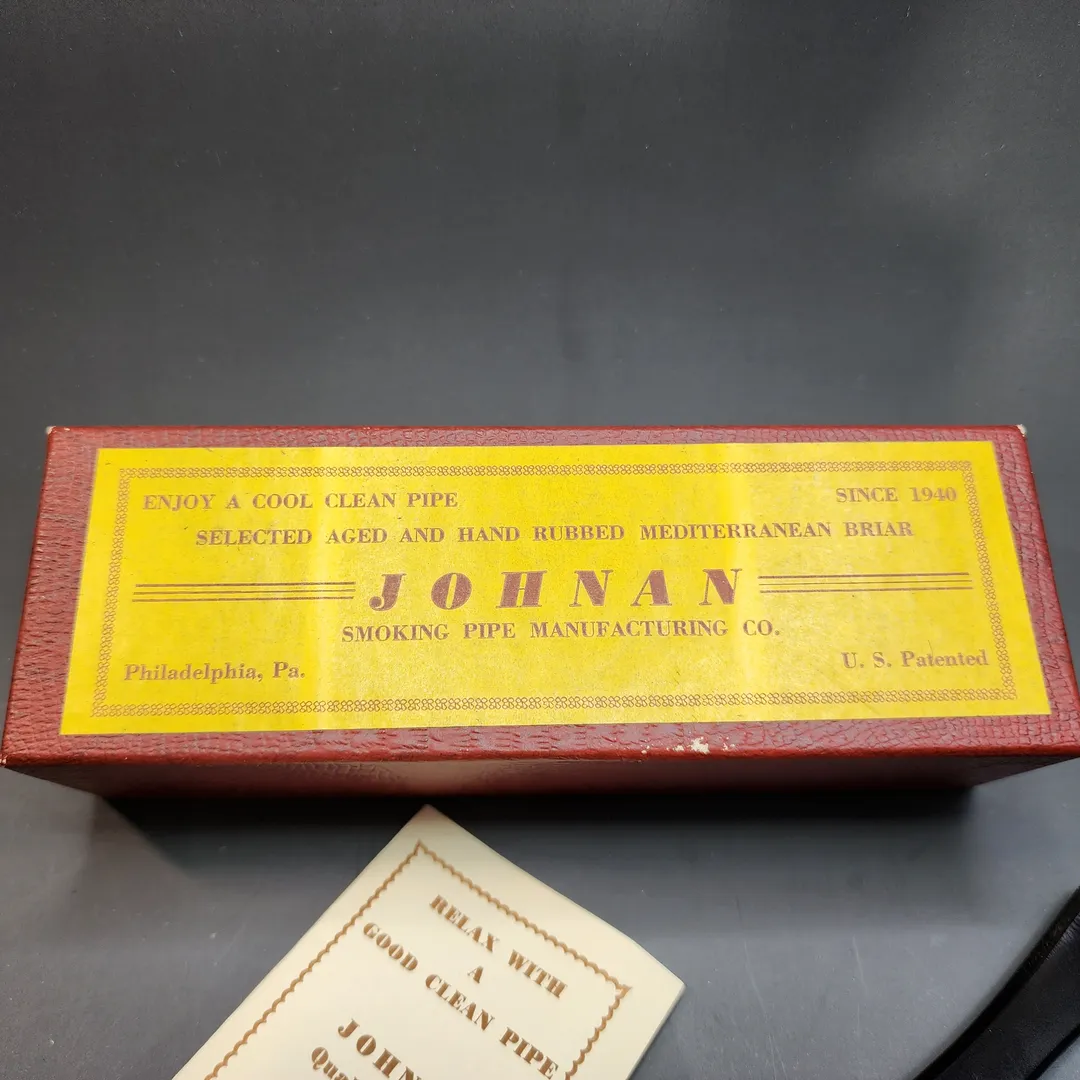 ENJOY A COOL CLEAN PIPE SINCE 1940
SELECTED AGED AND HAND RUBBED MEDITERRANEAN BRIAR
JOHNAN
SMOKING PIPE MANUFACTURING CO.
Philadelphia, Pa. U. S. Patented
RELAX WITH
A
GOOD CLEAN PIPE